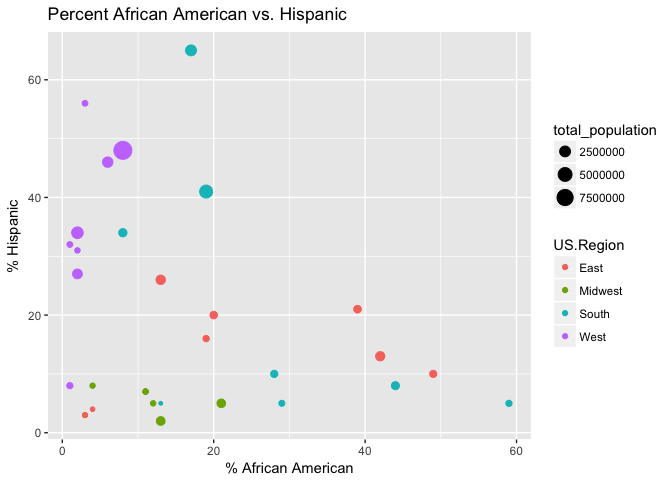 Percent African American vs. Hispanic
% Hispanic
60
40
20
0
0
20
40
60
% African American
total_population
2500000
5000000
7500000
US.Region
East
Midwest
South
West